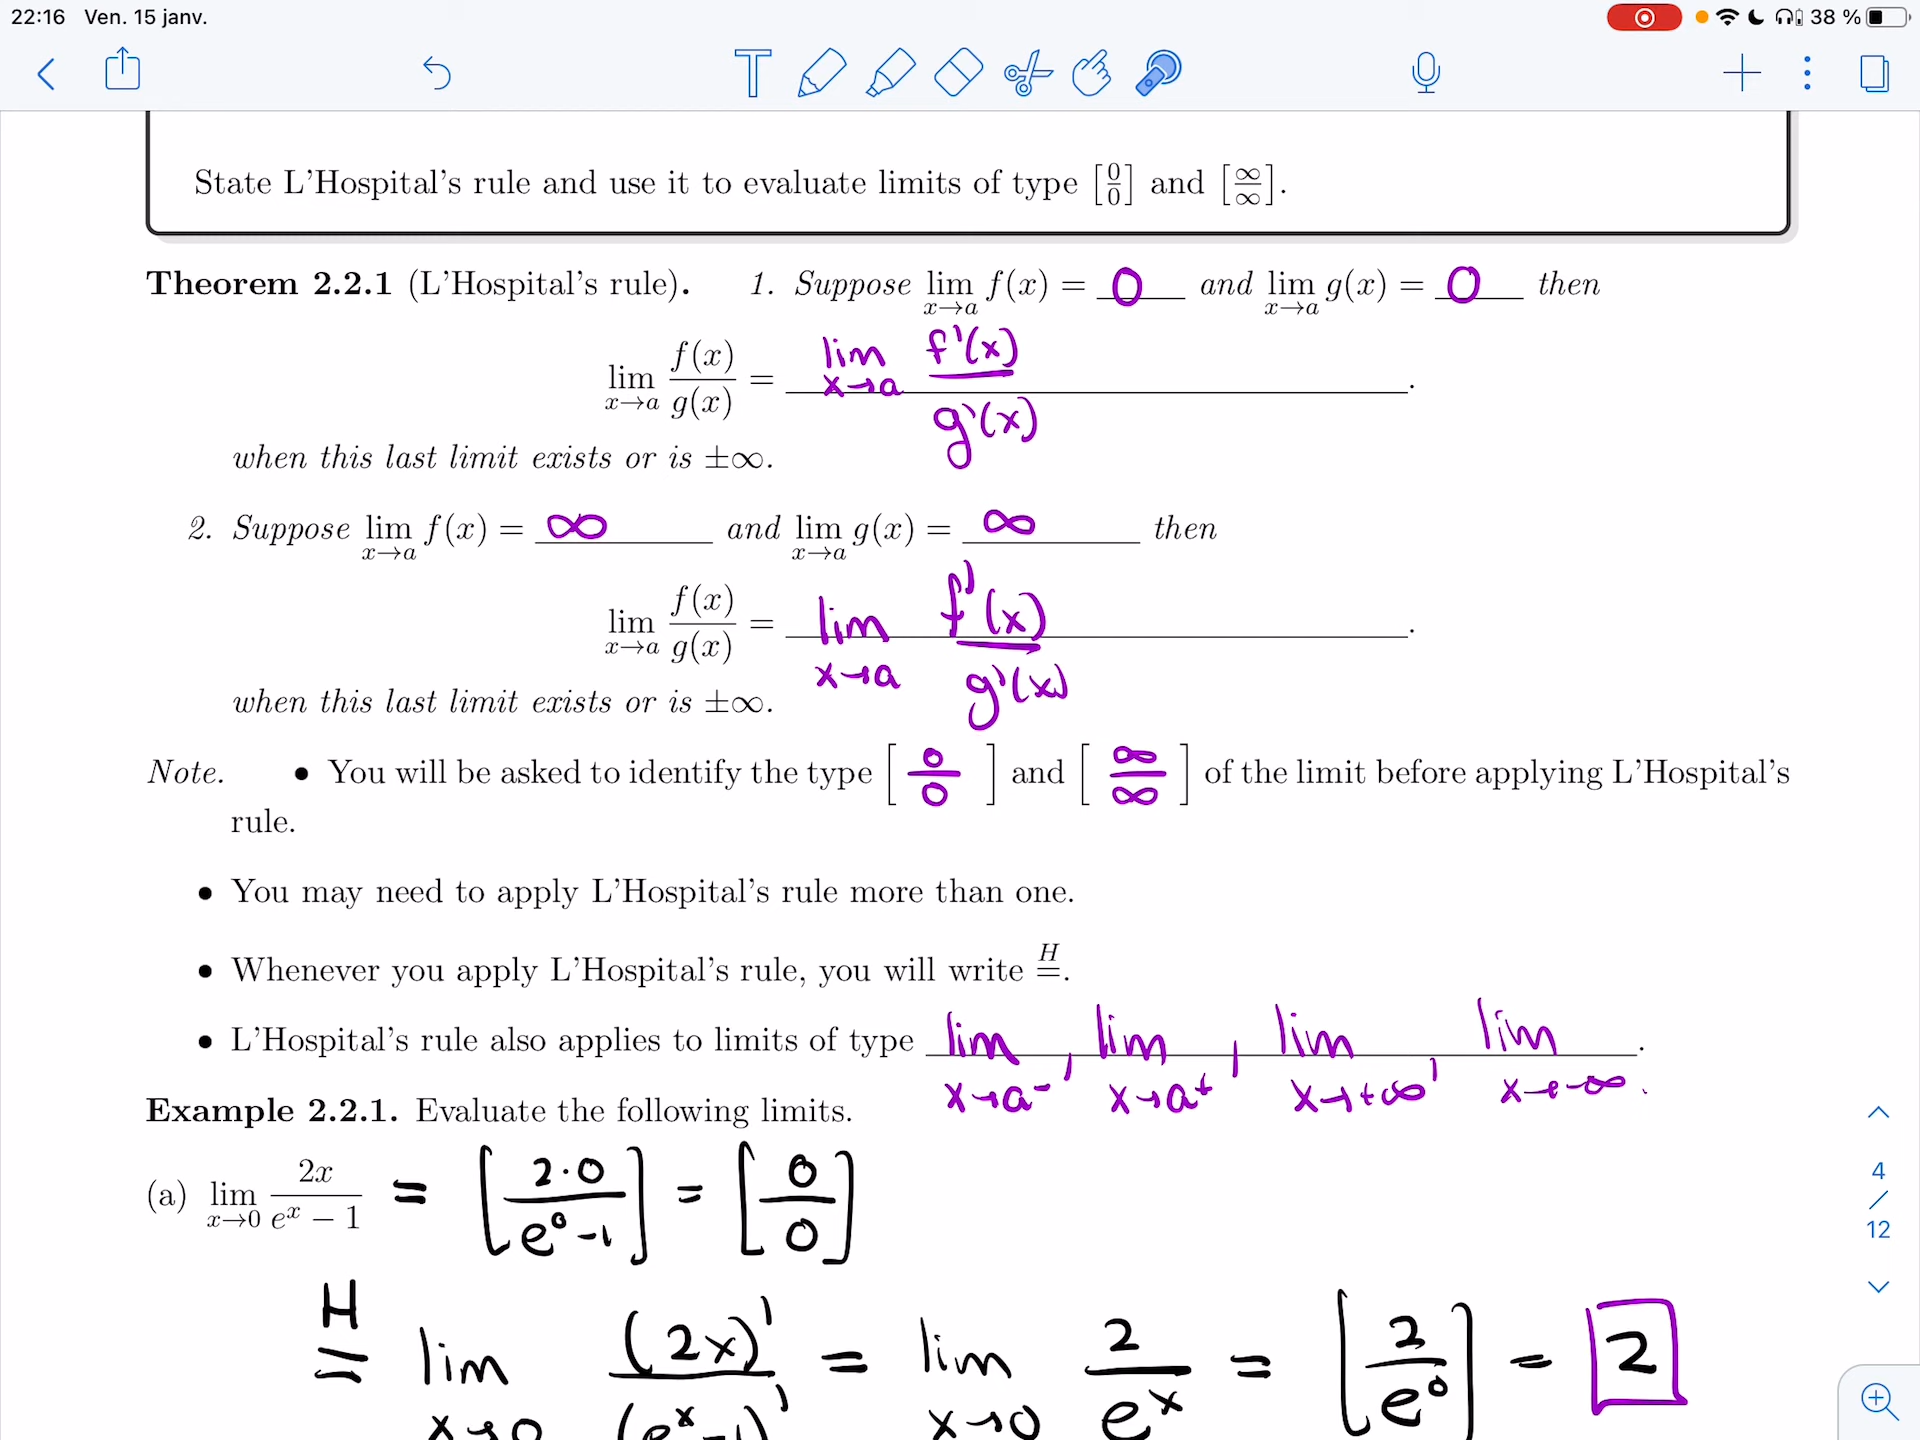 22:16 Ven. 15 janv. 38 %
T
State L'Hospital's rule and use it to evaluate limits of type [0/0] and [∞/∞].
Theorem 2.2.1 (L'Hospital's rule). 1. Suppose lim x→a f(x) = 0 and lim x→a g(x) = 0 then
lim x→a f(x)/g(x) = lim x→a f'(x)/g'(x).
when this last limit exists or is ±∞.
2. Suppose lim x→a f(x) = ∞ and lim x→a g(x) = ∞ then
lim x→a f(x)/g(x) = lim x→a f'(x)/g'(x).
when this last limit exists or is ±∞.
Note. • You will be asked to identify the type [0/0] and [∞/∞] of the limit before applying L'Hospital's
rule.
• You may need to apply L'Hospital's rule more than one.
• Whenever you apply L'Hospital's rule, you will write H=.
• L'Hospital's rule also applies to limits of type lim x→a⁻, lim x→a⁺, lim x→+∞, lim x→-∞.
Example 2.2.1. Evaluate the following limits.
(a) lim x→0 2x/(eˣ − 1) = [2·0/(e⁰-1)] = [0/0]
H= lim x→0 (2x)'/(eˣ-1)' = lim x→0 2/eˣ = [2/e⁰] = 2
4
/
12